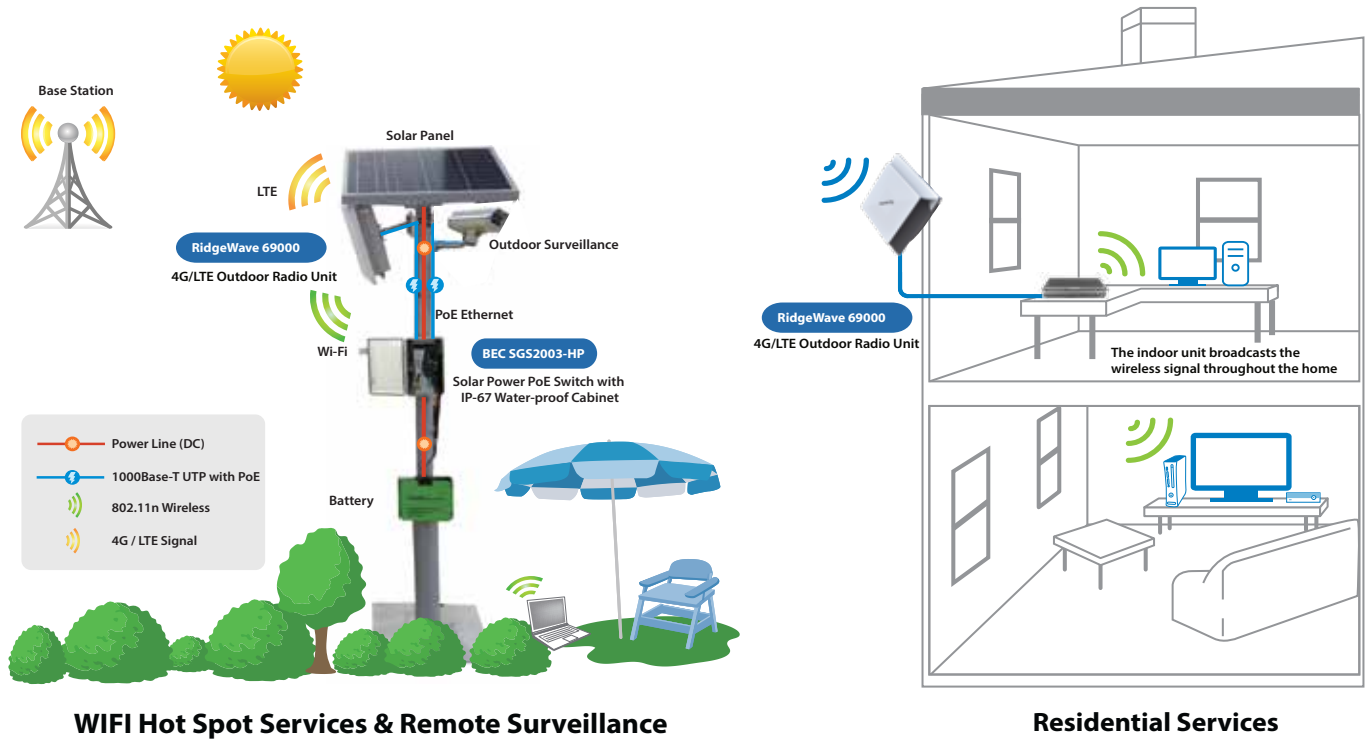 Base Station
Solar Panel
LTE
RidgeWave 69000
4G/LTE Outdoor Radio Unit
Outdoor Surveillance
PoE Ethernet
Wi-Fi
BEC SGS2003-HP
Solar Power PoE Switch with
IP-67 Water-proof Cabinet
Power Line (DC)
1000Base-T UTP with PoE
802.11n Wireless
4G / LTE Signal
Battery
WIFI Hot Spot Services & Remote Surveillance
RidgeWave 69000
4G/LTE Outdoor Radio Unit
The indoor unit broadcasts the
wireless signal throughout the home
Residential Services